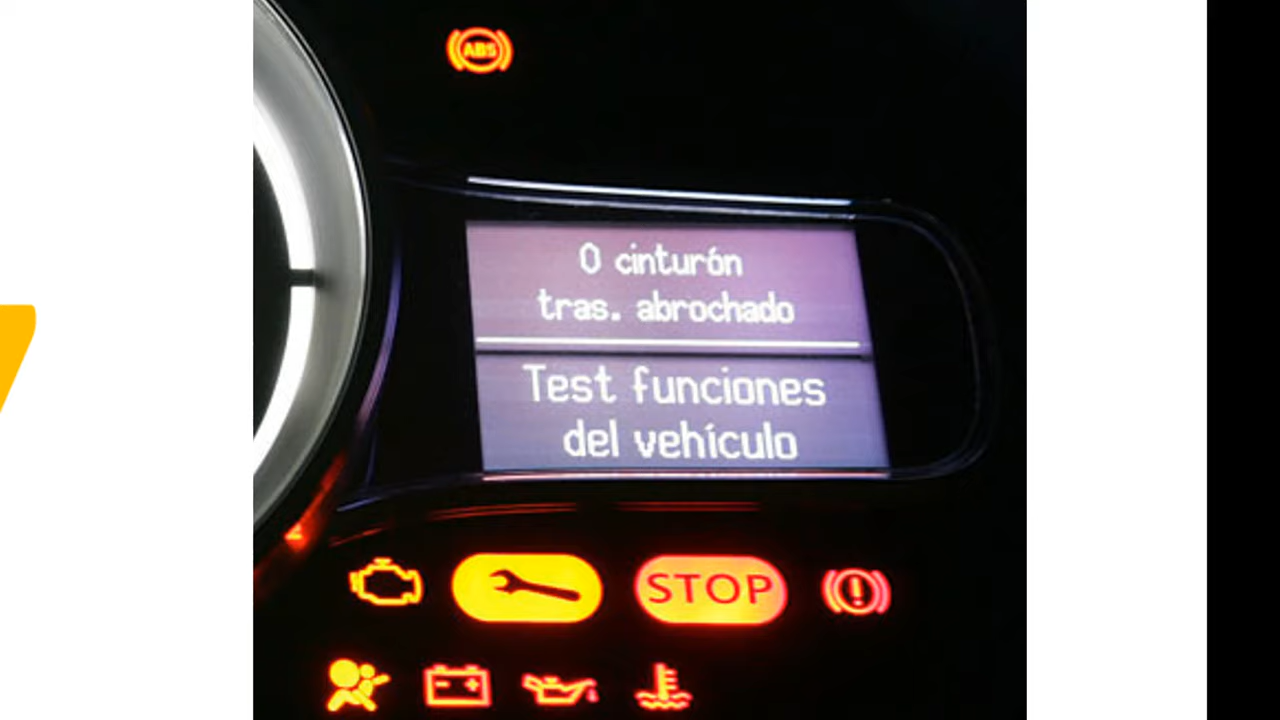 ABS
0 cinturón
tras. abrochado
Test funciones
del vehículo
STOP